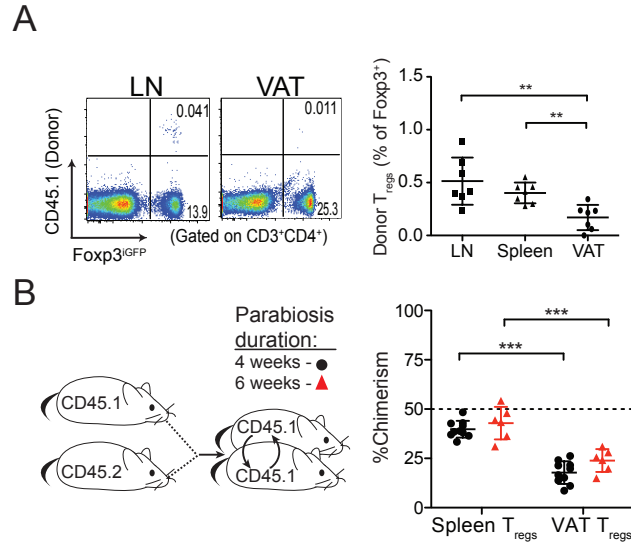 A
LN
VAT
0.041
0.011
13.9
25.3
CD45.1 (Donor)
Foxp3iGFP
(Gated on CD3+CD4+)
Donor Tregs (% of Foxp3+)
1.5
1.0
0.5
0.0
**
**
LN Spleen VAT
B
Parabiosis
duration:
4 weeks - ●
6 weeks - ▲
CD45.1
CD45.2
CD45.1
CD45.1
%Chimerism
100
75
50
25
0
***
***
Spleen Tregs VAT Tregs